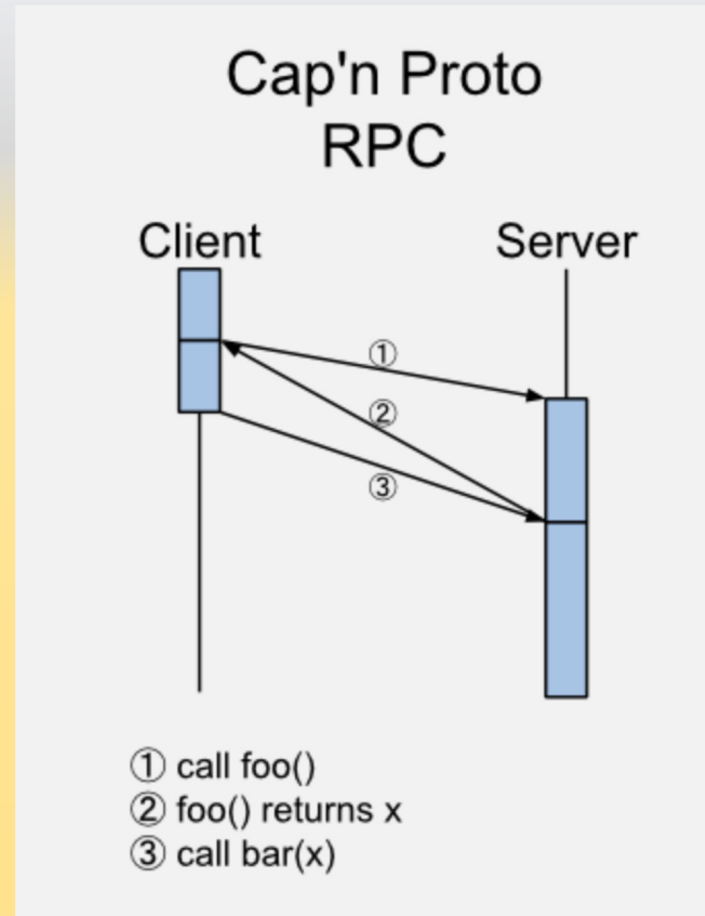 Cap'n Proto
RPC
Client
Server
①
②
③
① call foo()
② foo() returns x
③ call bar(x)